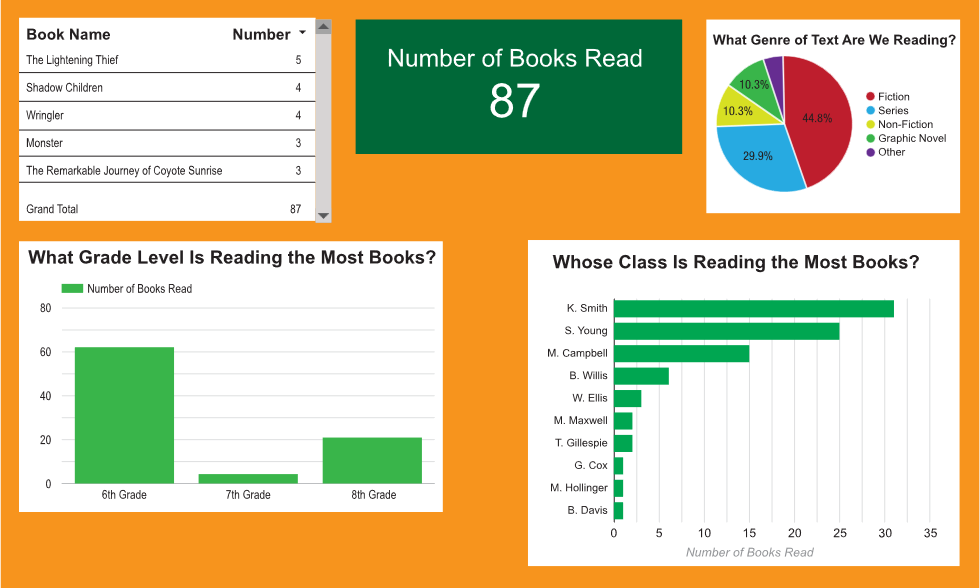 Book Name Number
The Lightening Thief 5
Shadow Children 4
Wringler 4
Monster 3
The Remarkable Journey of Coyote Sunrise 3
Grand Total 87
Number of Books Read
87
What Genre of Text Are We Reading?
44.8%
29.9%
10.3%
10.3%
Fiction
Series
Non-Fiction
Graphic Novel
Other
What Grade Level Is Reading the Most Books?
Number of Books Read
80
60
40
20
0
6th Grade 7th Grade 8th Grade
Whose Class Is Reading the Most Books?
K. Smith
S. Young
M. Campbell
B. Willis
W. Ellis
M. Maxwell
T. Gillespie
G. Cox
M. Hollinger
B. Davis
0 5 10 15 20 25 30 35
Number of Books Read